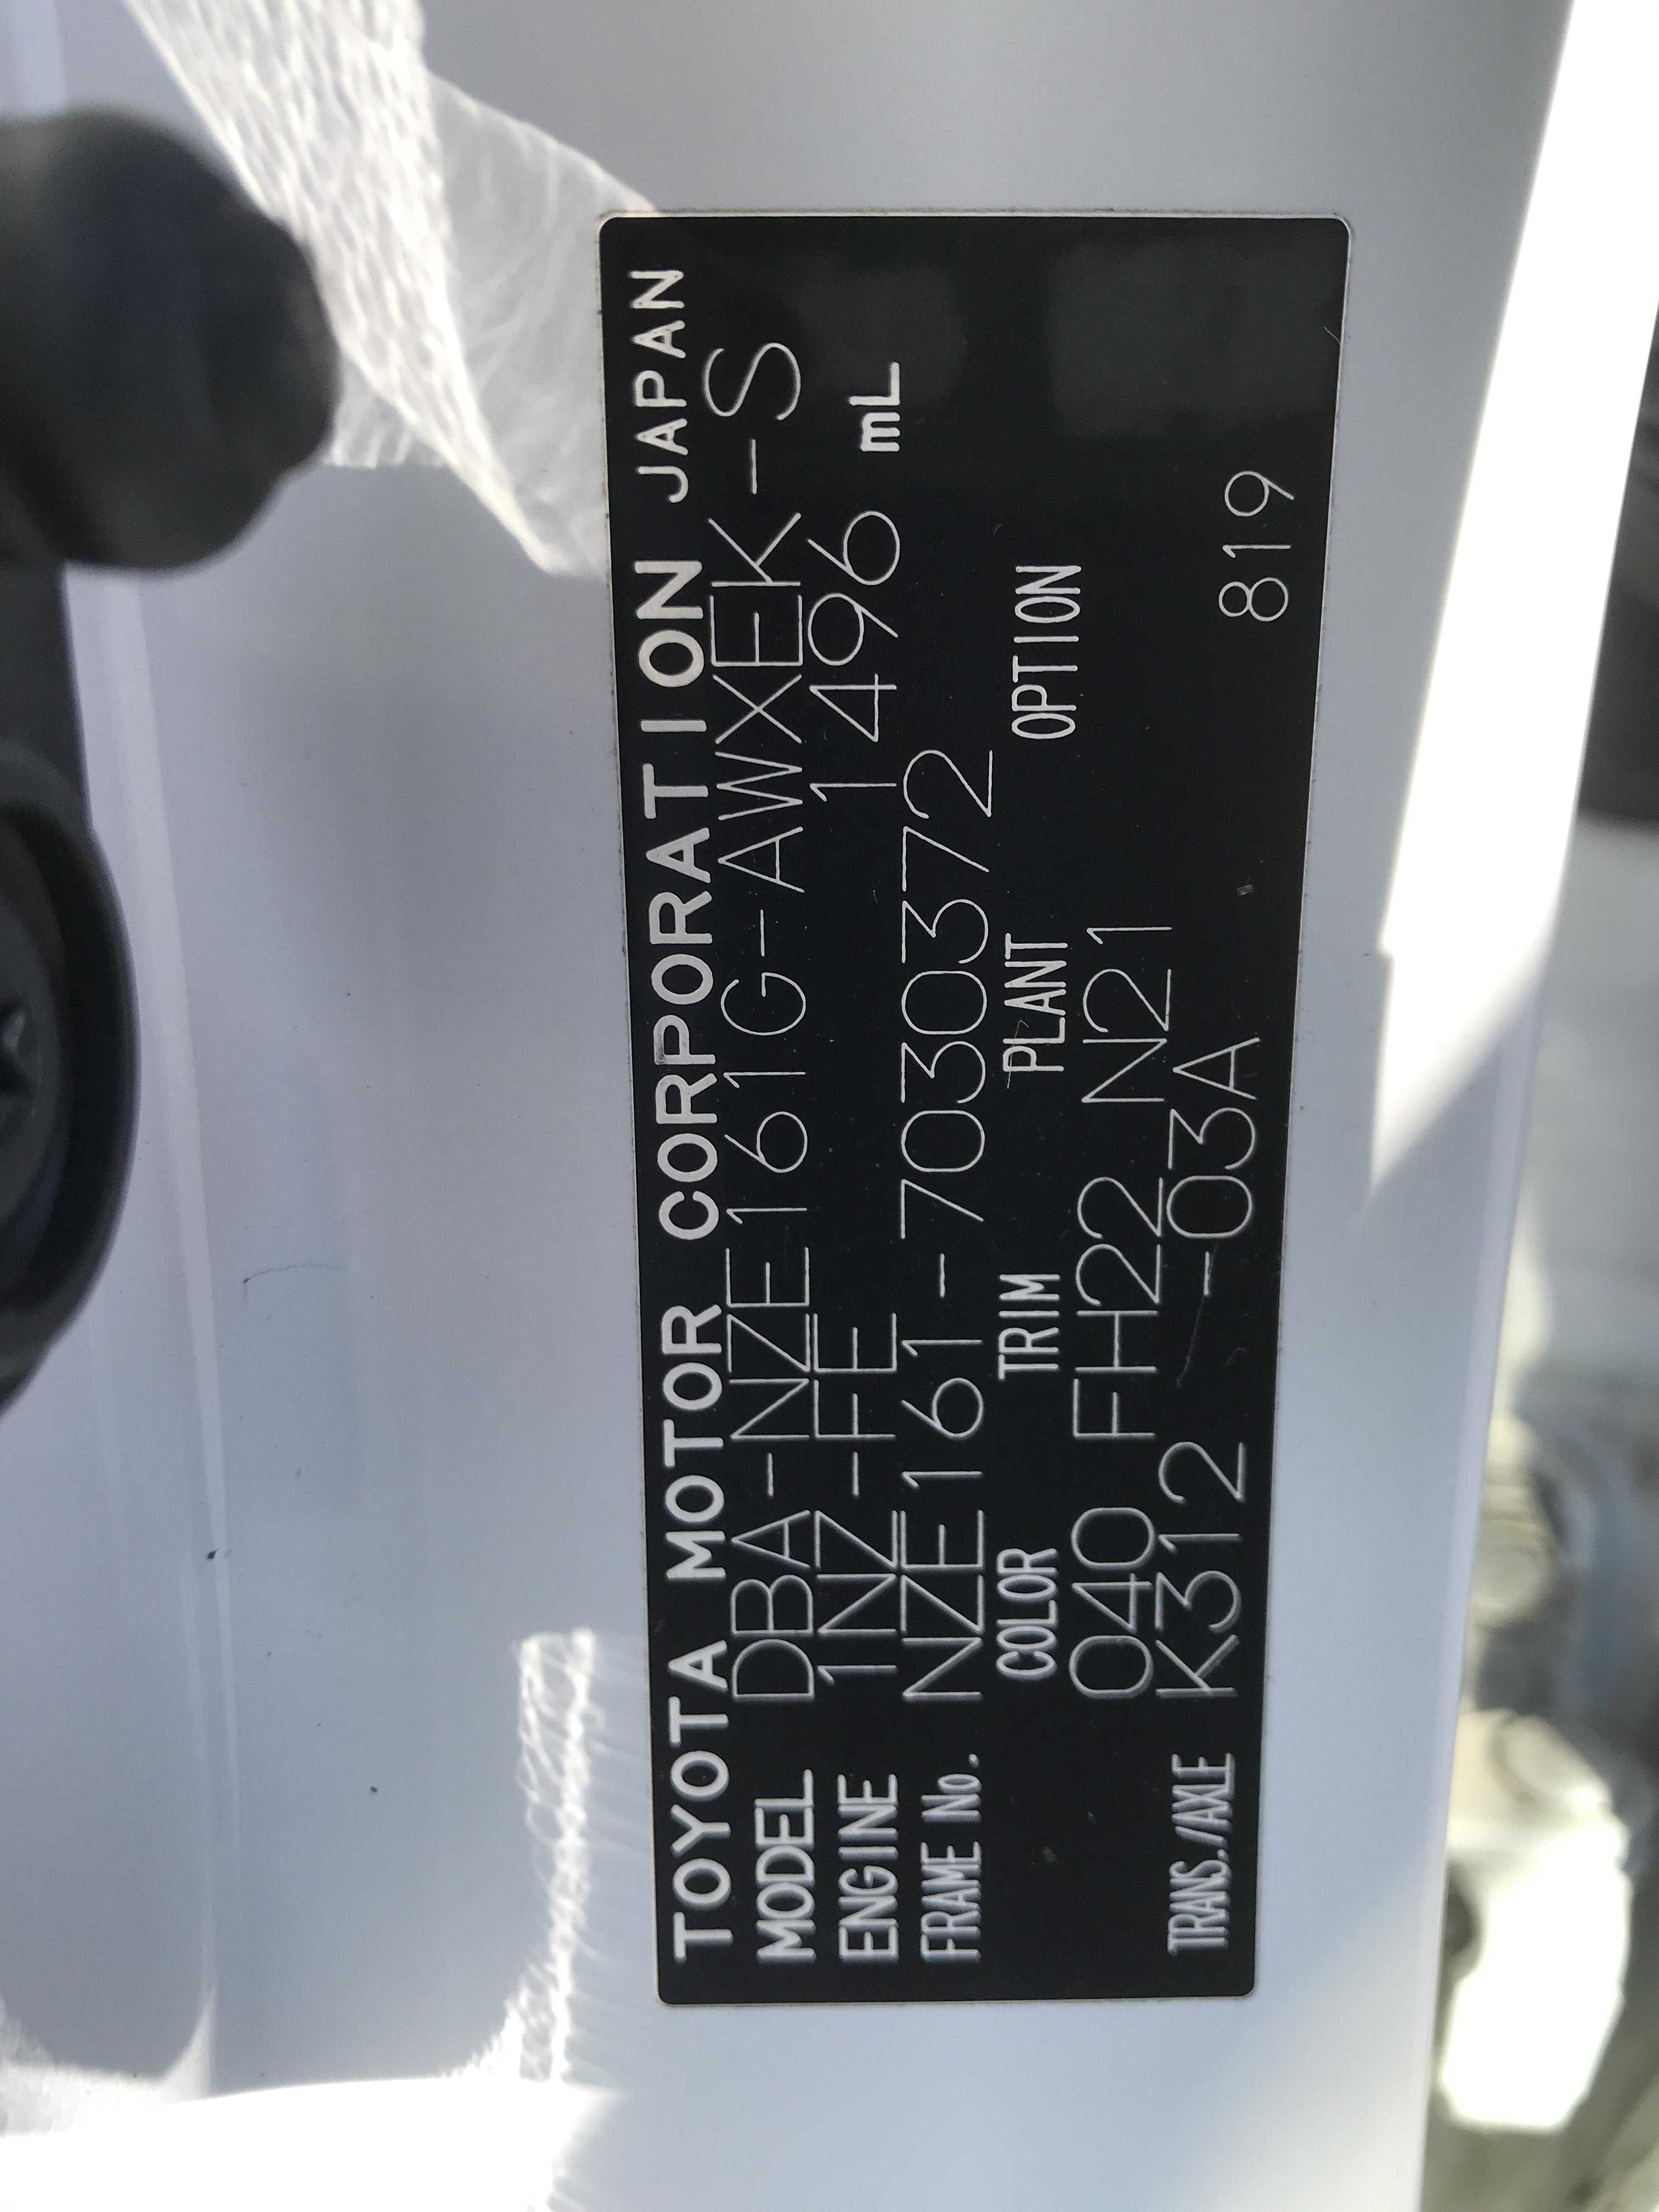 TOYOTA MOTOR CORPORATION JAPAN
MODEL DBA-NZE161G-AWXEK-S
ENGINE 1NZ-FE 1496 mL
FRAME No. NZE161-7030372
COLOR TRIM PLANT OPTION
040 FH22 N21
TRANS./AXLE K312 -03A 819